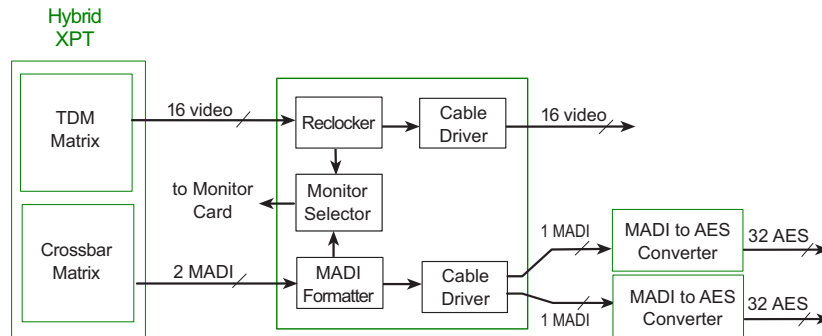 Hybrid
XPT
TDM
Matrix
16 video
Reclocker
Cable
Driver
16 video
to Monitor
Card
Monitor
Selector
Crossbar
Matrix
2 MADI
MADI
Formatter
Cable
Driver
1 MADI
MADI to AES
Converter
32 AES
1 MADI
MADI to AES
Converter
32 AES